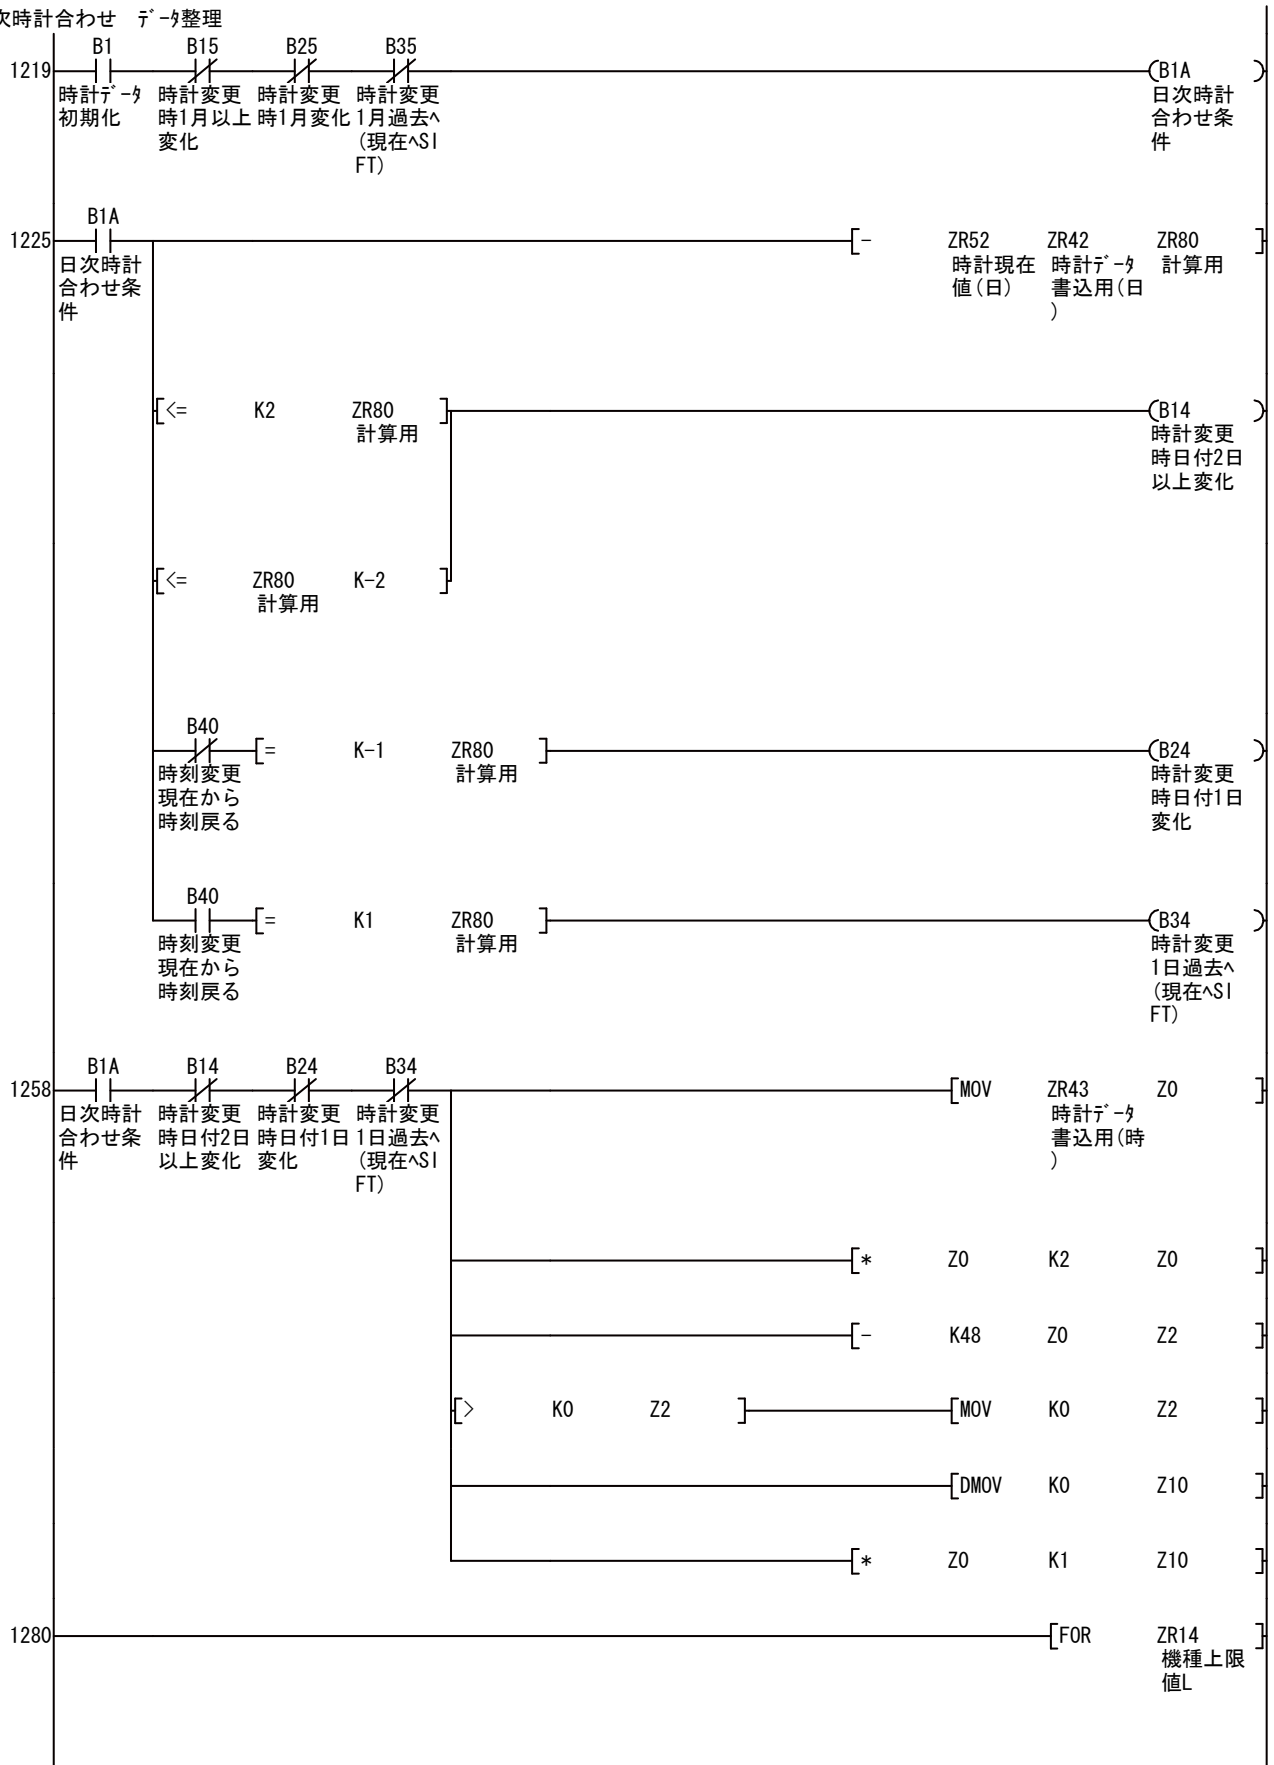 次時計合わせ データ整理
B1 B15 B25 B35
1219 (B1A )
時計ﾃﾞｰﾀ 時計変更 時計変更 時計変更 日次時計
初期化 時1月以上 時1月変化 1月過去へ 合わせ条
変化 (現在へSI 件
FT)
B1A
1225 [- ZR52 ZR42 ZR80 ]
日次時計 時計現在 時計ﾃﾞｰﾀ 計算用
合わせ条 値(日) 書込用(日
件 )
[<= K2 ZR80 ] (B14 )
計算用 時計変更
時日付2日
以上変化
[<= ZR80 K-2 ]
計算用
B40
[= K-1 ZR80 ] (B24 )
時刻変更 計算用 時計変更
現在から 時日付1日
時刻戻る 変化
B40
[= K1 ZR80 ] (B34 )
時刻変更 計算用 時計変更
現在から 1日過去へ
時刻戻る (現在へSI
FT)
B1A B14 B24 B34
1258 [MOV ZR43 Z0 ]
日次時計 時計変更 時計変更 時計変更 時計ﾃﾞｰﾀ
合わせ条 時日付2日 時日付1日 1日過去へ 書込用(時
件 以上変化 変化 (現在へSI )
FT)
[* Z0 K2 Z0 ]
[- K48 Z0 Z2 ]
[> K0 Z2 ] [MOV K0 Z2 ]
[DMOV K0 Z10 ]
[* Z0 K1 Z10 ]
1280 [FOR ZR14 ]
機種上限
値L